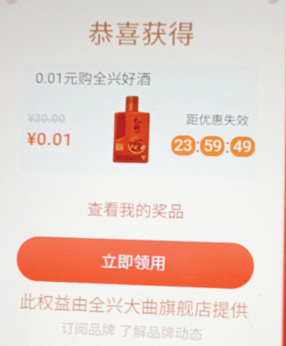 恭喜获得
0.01元购全兴好酒
¥30.00
距优惠失效
¥0.01
23:59:49
查看我的奖品
立即领用
此权益由全兴大曲旗舰店提供
订阅品牌 了解品牌动态